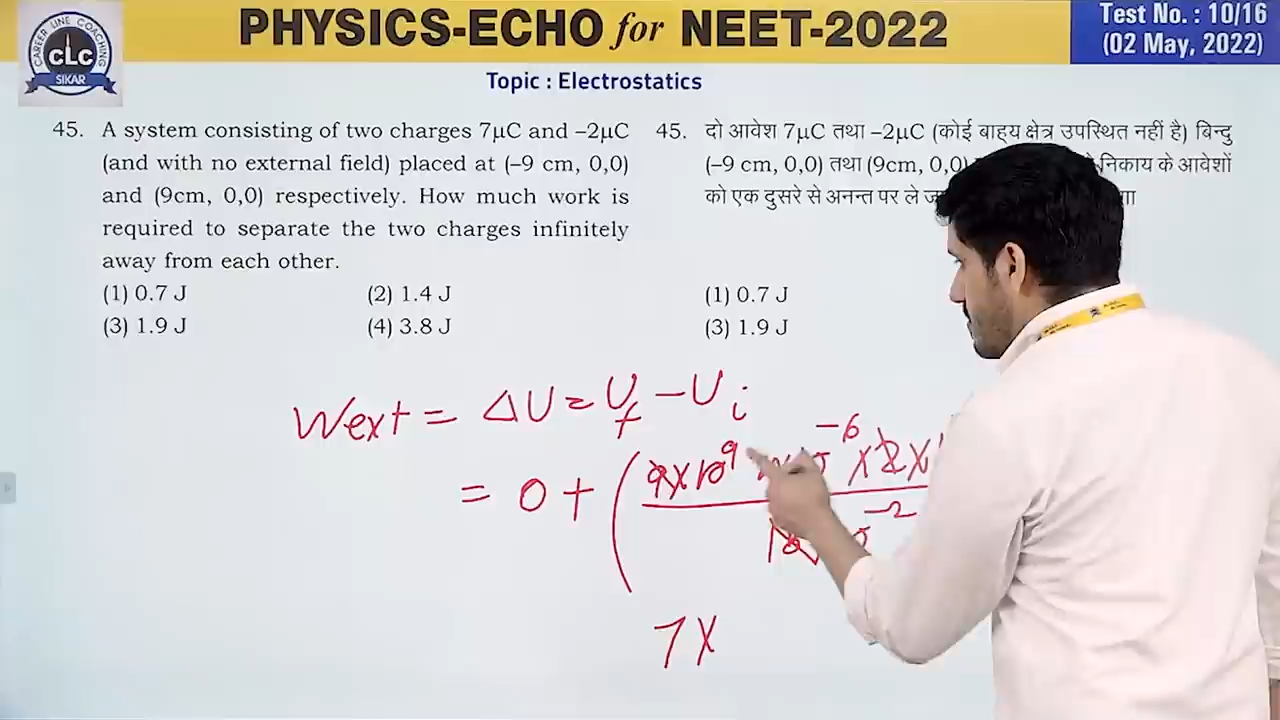 PHYSICS-ECHO for NEET-2022
Test No. : 10/16
(02 May, 2022)
CAREER LINE COACHING
CLC
SIKAR
Topic : Electrostatics
45. A system consisting of two charges 7μC and –2μC
(and with no external field) placed at (–9 cm, 0,0)
and (9cm, 0,0) respectively. How much work is
required to separate the two charges infinitely
away from each other.
(1) 0.7 J (2) 1.4 J
(3) 1.9 J (4) 3.8 J
45. दो आवेश 7μC तथा –2μC (कोई बाह्य क्षेत्र उपस्थित नहीं है) बिन्दु
(–9 cm, 0,0) तथा (9cm, 0,0) निकाय के आवेशों
को एक दुसरे से अनन्त पर ले
(1) 0.7 J
(3) 1.9 J
Wext = ΔU = Uf – Ui
= 0 + ( 9×10⁹ ⁻⁶ × 2 ×
⁻²
7×